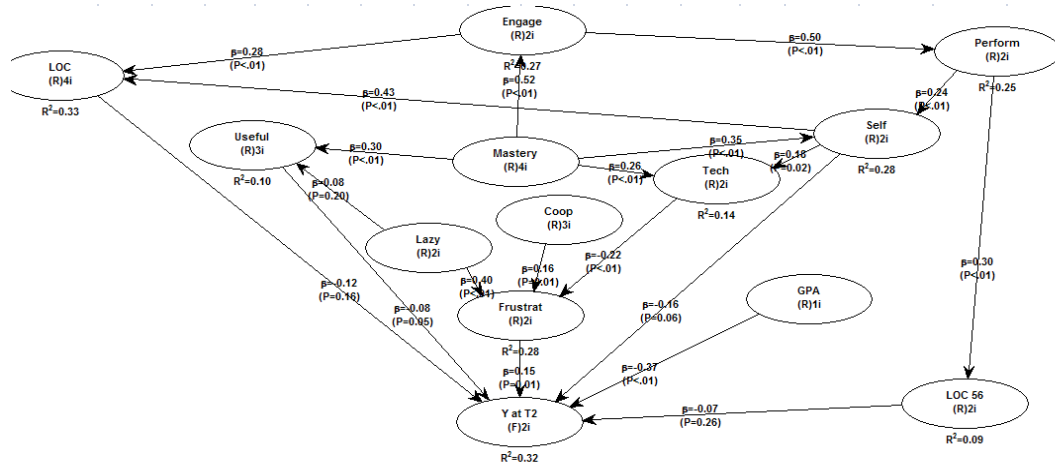 Engage
(R)2i
R²=0.27
β=0.28
(P<.01)
β=0.50
(P<.01)
Perform
(R)2i
R²=0.25
LOC
(R)4i
R²=0.33
β=0.52
(P<.01)
β=0.43
(P<.01)
β=0.24
(P<.01)
Useful
(R)3i
R²=0.10
β=0.30
(P<.01)
Mastery
(R)4i
β=0.35
(P<.01)
Self
(R)2i
R²=0.28
β=0.26
(P<.01)
β=0.18
(P=0.02)
Tech
(R)2i
R²=0.14
β=0.08
(P=0.20)
Coop
(R)3i
Lazy
(R)2i
β=0.40
(P<.01)
β=0.16
(P=0.01)
β=-0.22
(P<.01)
β=0.30
(P<.01)
GPA
(R)1i
β=-0.12
(P=0.16)
β=-0.08
(P=0.05)
Frustrat
(R)2i
R²=0.28
β=-0.16
(P=0.06)
β=0.15
(P=0.01)
β=-0.37
(P<.01)
Y at T2
(F)2i
R²=0.32
β=-0.07
(P=0.26)
LOC 56
(R)2i
R²=0.09